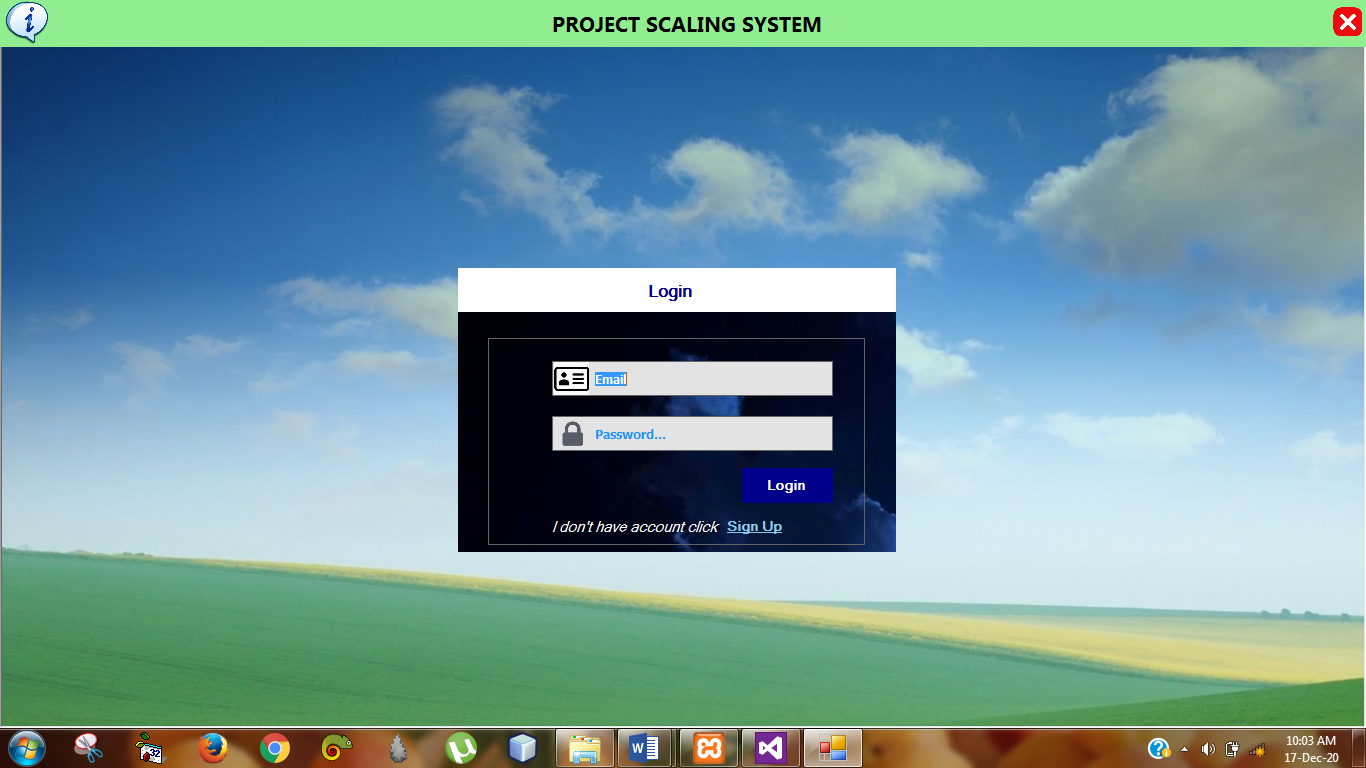 PROJECT SCALING SYSTEM
Login
Email
Password...
Login
I don't have account click Sign Up
32
W
10:03 AM
17-Dec-20